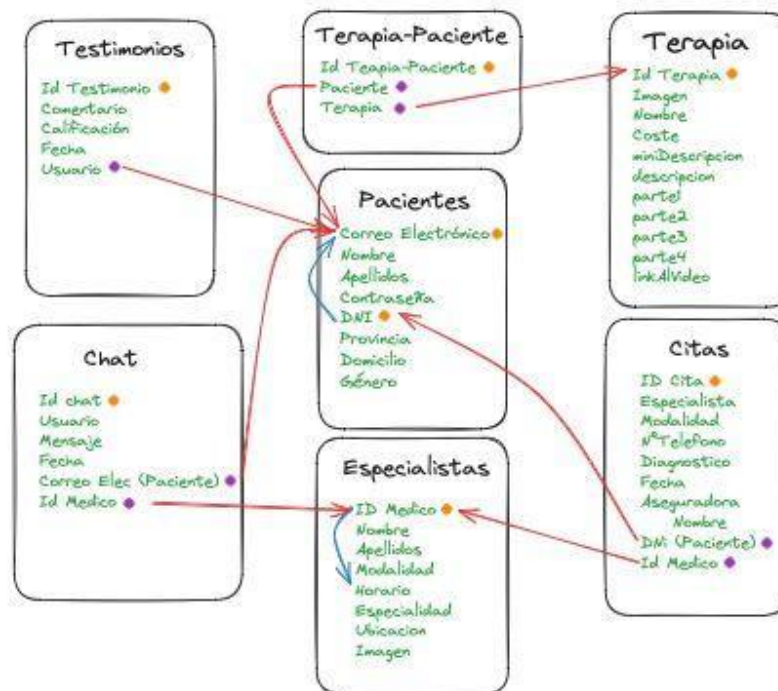 Testimonios
Id Testimonio
Comentario
Calificación
Fecha
Usuario
Terapia-Paciente
Id Teapia-Paciente
Paciente
Terapia
Terapia
Id Terapia
Imagen
Nombre
Coste
miniDescripcion
descripcion
parte1
parte2
parte3
parte4
linkAlVideo
Pacientes
Correo Electrónico
Nombre
Apellidos
Contraseña
DNI
Provincia
Domicilio
Género
Chat
Id chat
Usuario
Mensaje
Fecha
Correo Elec (Paciente)
Id Medico
Especialistas
ID Medico
Nombre
Apellidos
Modalidad
Horario
Especialidad
Ubicacion
Imagen
Citas
ID Cita
Especialista
Modalidad
NºTelefono
Diagnostico
Fecha
Aseguradora
Nombre
DNi (Paciente)
Id Medico